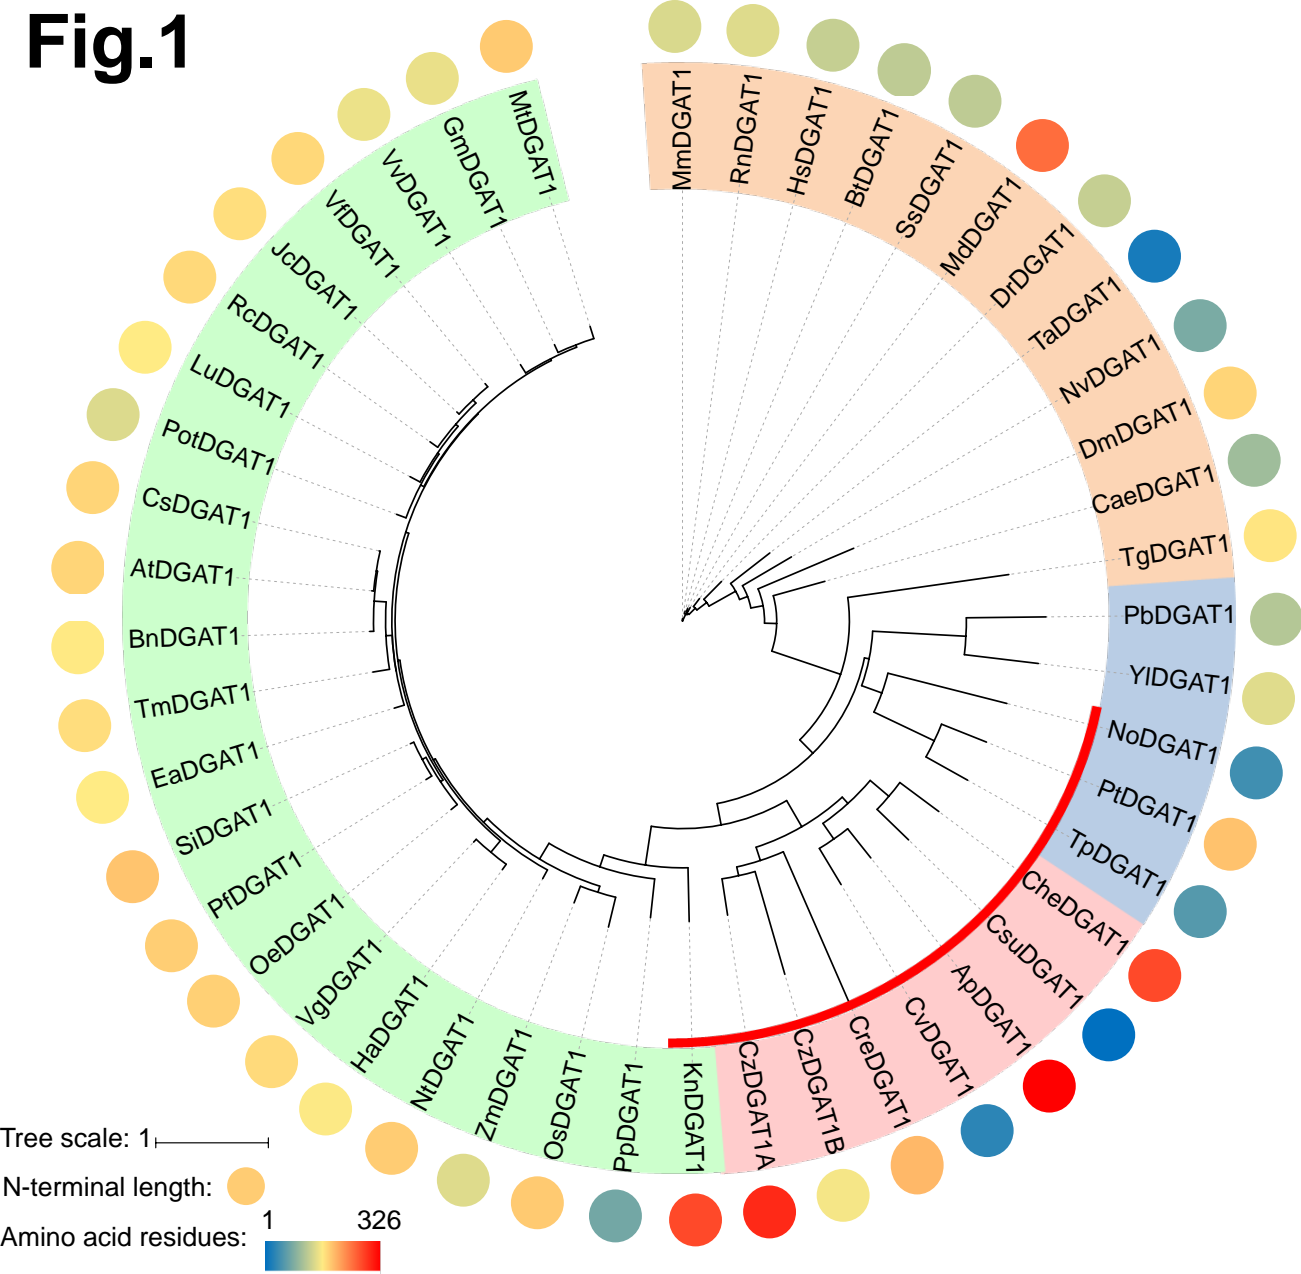 Fig.1
MmDGAT1
RnDGAT1
HsDGAT1
BtDGAT1
SsDGAT1
MdDGAT1
DrDGAT1
TaDGAT1
NvDGAT1
DmDGAT1
CaeDGAT1
TgDGAT1
PbDGAT1
YlDGAT1
NoDGAT1
PtDGAT1
TpDGAT1
CheDGAT1
CsuDGAT1
ApDGAT1
CvDGAT1
CreDGAT1
CzDGAT1B
CzDGAT1A
KnDGAT1
PpDGAT1
OsDGAT1
ZmDGAT1
NtDGAT1
HaDGAT1
VgDGAT1
OeDGAT1
PfDGAT1
SiDGAT1
EaDGAT1
TmDGAT1
BnDGAT1
AtDGAT1
CsDGAT1
PotDGAT1
LuDGAT1
RcDGAT1
JcDGAT1
VfDGAT1
VvDGAT1
GmDGAT1
MtDGAT1
Tree scale: 1
N-terminal length:
Amino acid residues:
1 326